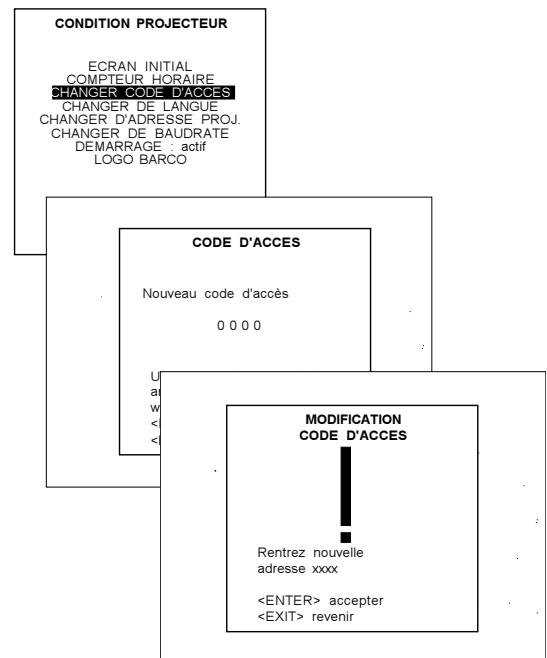 CONDITION PROJECTEUR
ECRAN INITIAL
COMPTEUR HORAIRE
CHANGER CODE D'ACCES
CHANGER DE LANGUE
CHANGER D'ADRESSE PROJ.
CHANGER DE BAUDRATE
DEMARRAGE : actif
LOGO BARCO
CODE D'ACCES
Nouveau code d'accès
0 0 0 0
MODIFICATION
CODE D'ACCES
!
Rentrez nouvelle
adresse xxxx
<ENTER> accepter
<EXIT> revenir